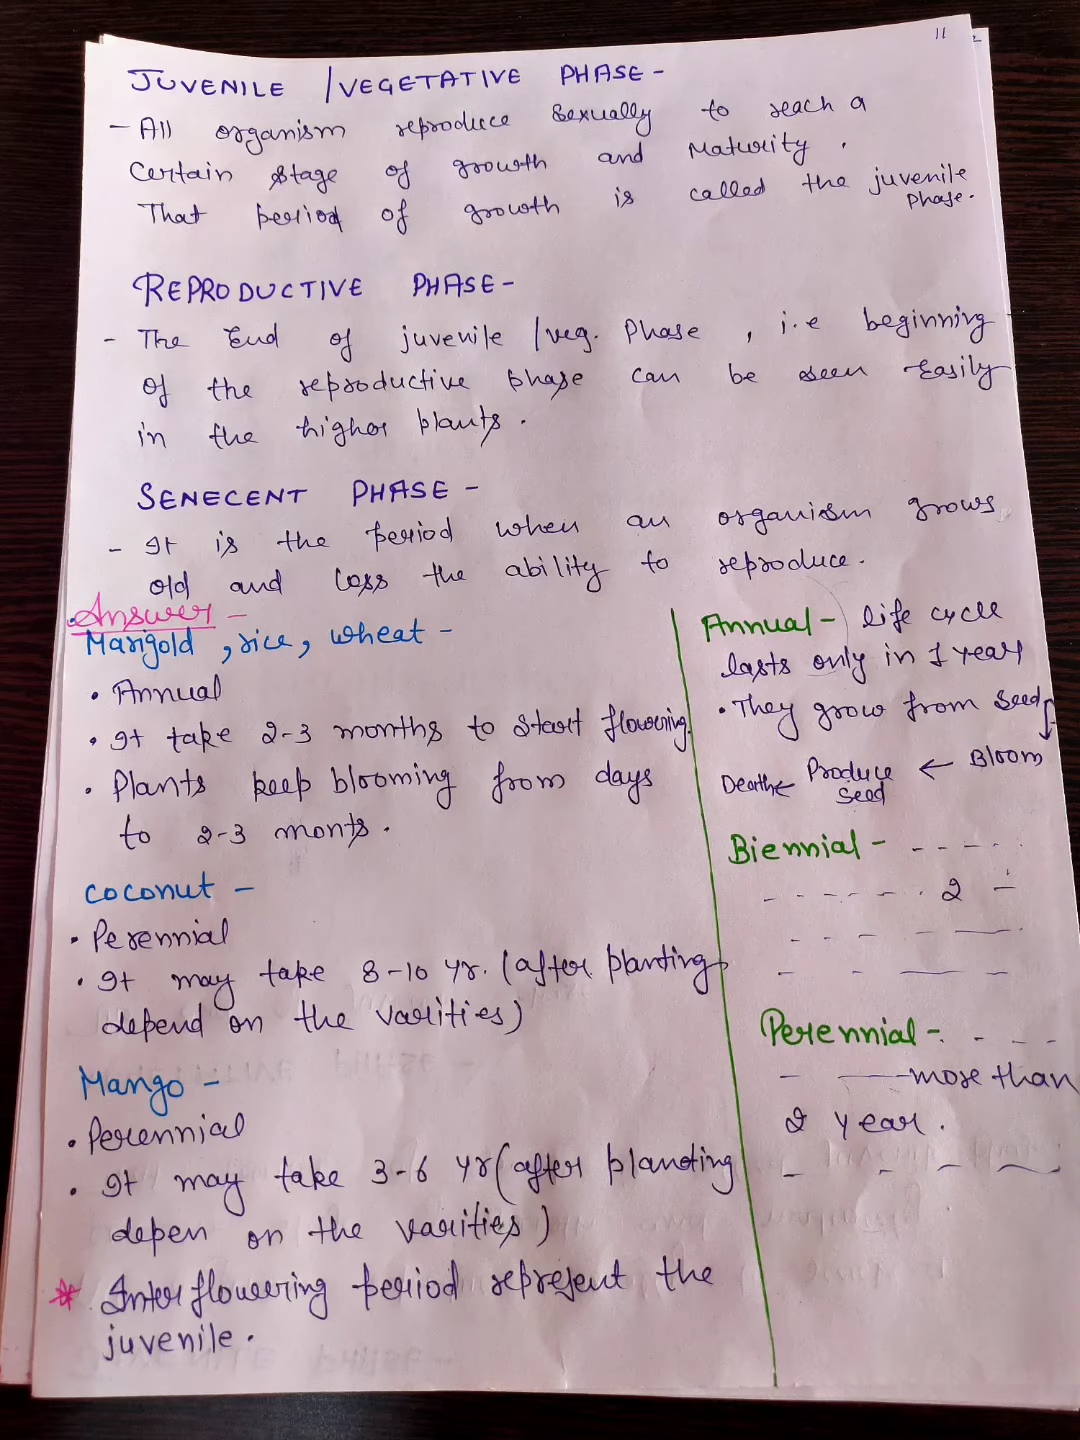 11
JUVENILE / VEGETATIVE PHASE -
- All organism reproduce sexually to reach a
certain stage of growth and Maturity.
That period of growth is called the juvenile
phase.
REPRODUCTIVE PHASE -
- The End of juvenile / veg. Phase, i.e beginning
of the reproductive phase can be seen Easily
in the higher plants.
SENECENT PHASE -
- It is the period when an organism grows
old and loss the ability to reproduce.
Answer -
Marigold, rice, wheat -
• Annual
• It take 2-3 months to start flowering.
• Plants keep blooming from days
to 2-3 monts.
Coconut -
• Perennial
• It may take 8-10 yr. (after planting
depend on the varities)
Mango -
• Perennial
• It may take 3-6 yr (after planting
depen on the varities)
* Inter flowering period represent the
juvenile.
Annual - life cycle
lasts only in 1 year
• They grow from seed ↓
Death ← Produce ← Bloom
seed
Biennial - - - - - -
- - - - - - 2 -
- - - - -
- - - -
Perennial - - - -
- - more than
2 year.
- - - -